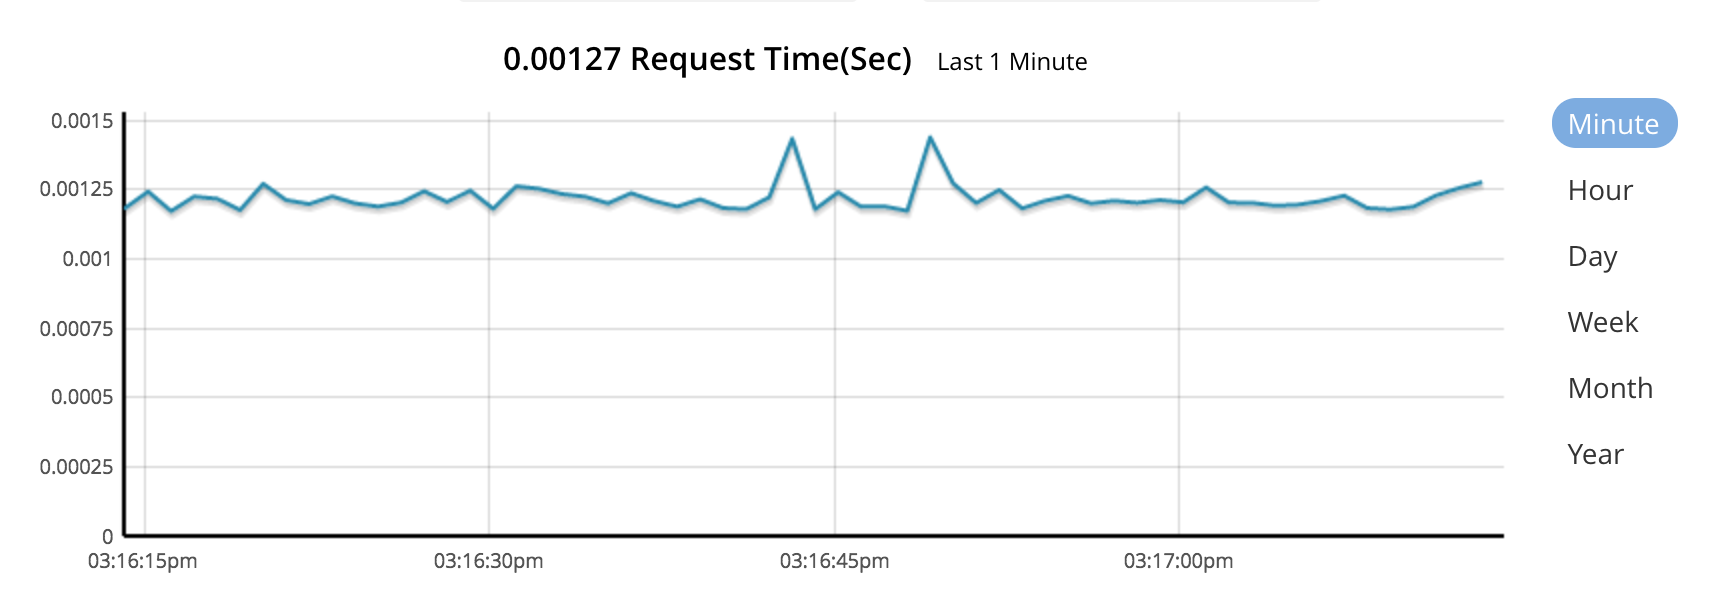 0.00127 Request Time(Sec) Last 1 Minute
0.0015
0.00125
0.001
0.00075
0.0005
0.00025
0
03:16:15pm 03:16:30pm 03:16:45pm 03:17:00pm
Minute
Hour
Day
Week
Month
Year